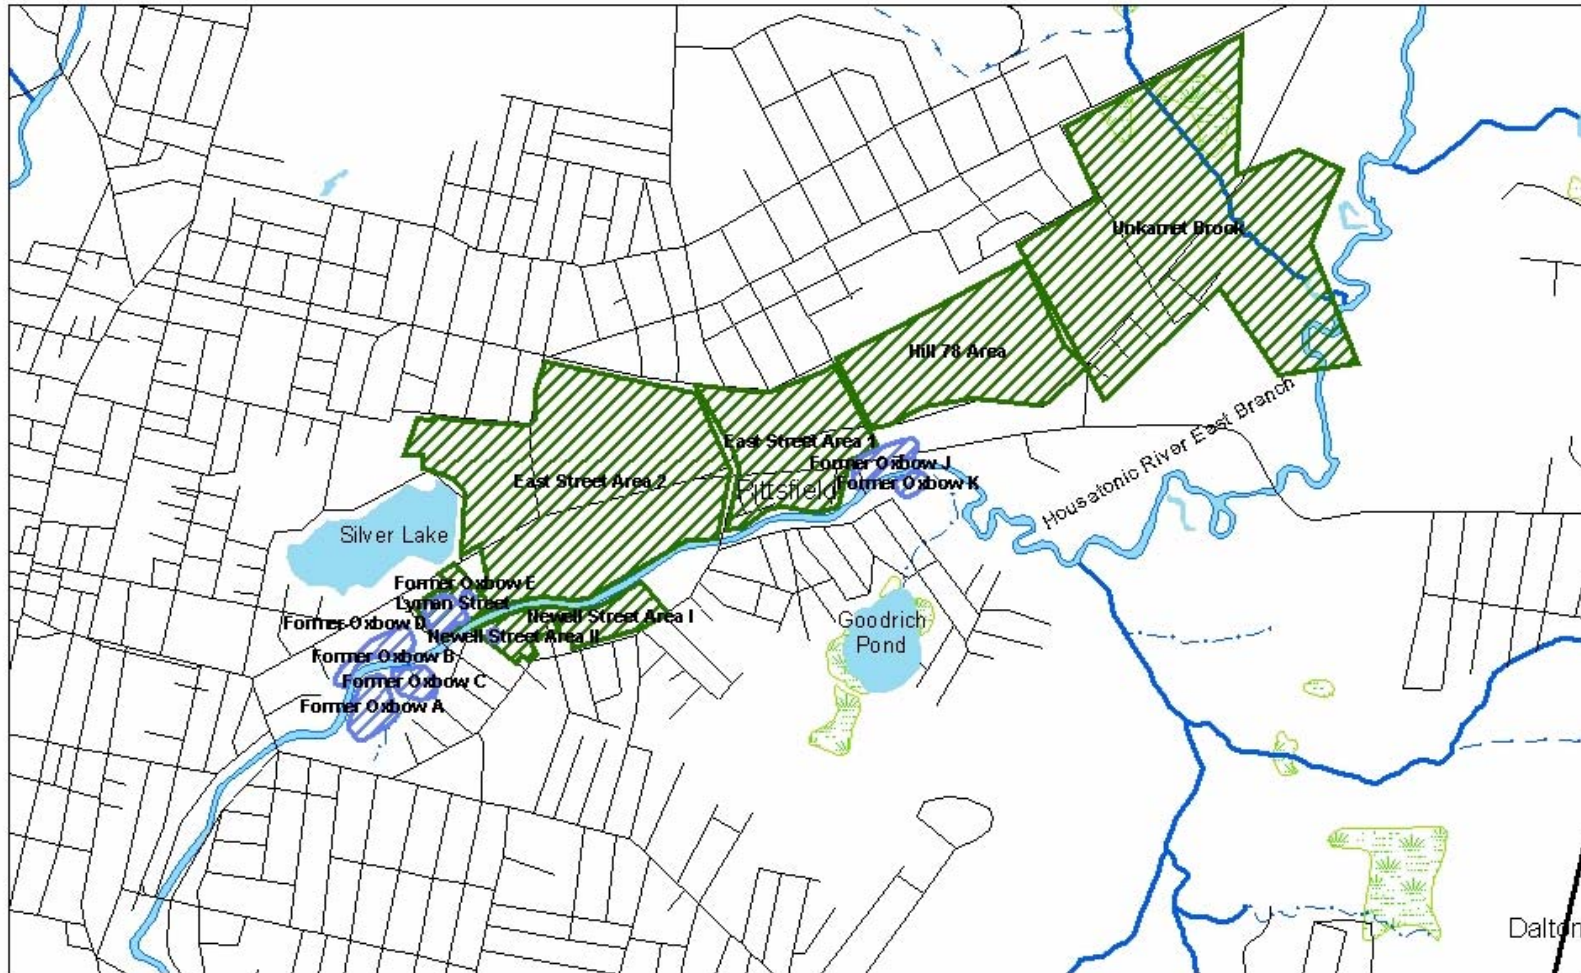 Unkamet Brook
Hill 78 Area
Housatonic River East Branch
East Street Area 1
Former Oxbow J
Former Oxbow K
Pittsfield
East Street Area 2
Silver Lake
Former Oxbow E
Lyman Street
Newell Street Area I
Former Oxbow D
Newell Street Area II
Goodrich
Pond
Former Oxbow B
Former Oxbow C
Former Oxbow A
Dalton